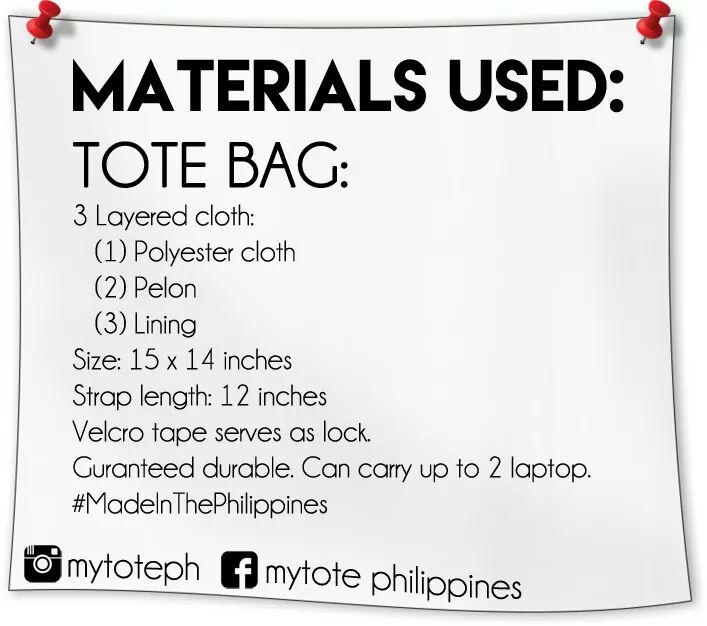 MATERIALS USED:
TOTE BAG:
3 Layered cloth:
(1) Polyester cloth
(2) Pelon
(3) Lining
Size: 15 x 14 inches
Strap length: 12 inches
Velcro tape serves as lock.
Guranteed durable. Can carry up to 2 laptop.
#MadeInThePhilippines
mytoteph f mytote philippines